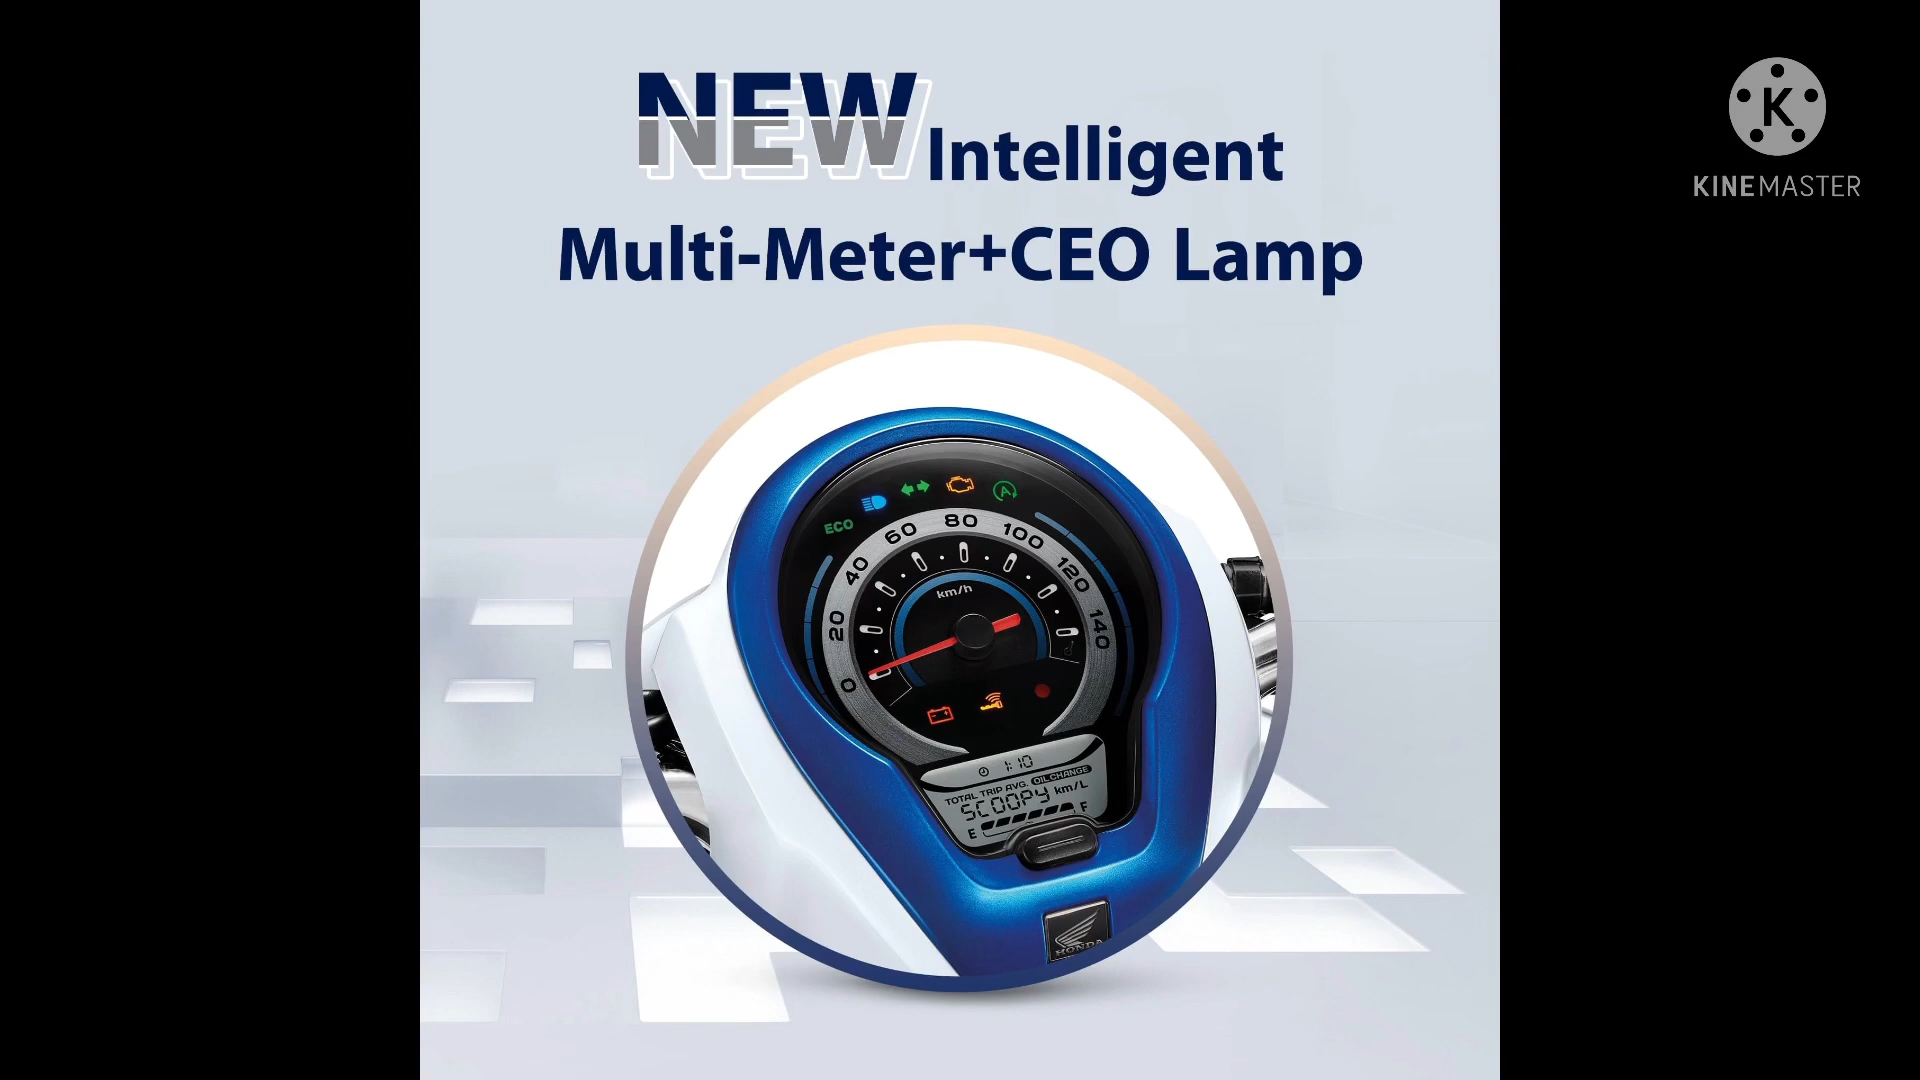 NEW Intelligent
Multi-Meter+CEO Lamp
K
KINEMASTER
ECO
A
0
20
40
60
80
100
120
140
km/h
1:10
TOTAL TRIP AVG. OIL CHANGE
SCOOPY km/L
E F
HONDA